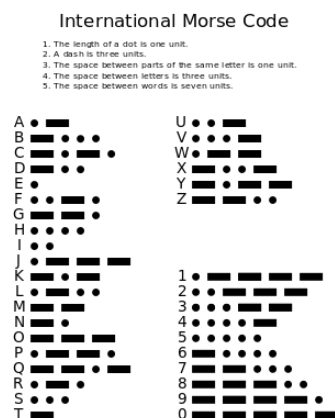 International Morse Code
1. The length of a dot is one unit.
2. A dash is three units.
3. The space between parts of the same letter is one unit.
4. The space between letters is three units.
5. The space between words is seven units.
A
B
C
D
E
F
G
H
I
J
K
L
M
N
O
P
Q
R
S
T
U
V
W
X
Y
Z
1
2
3
4
5
6
7
8
9
0